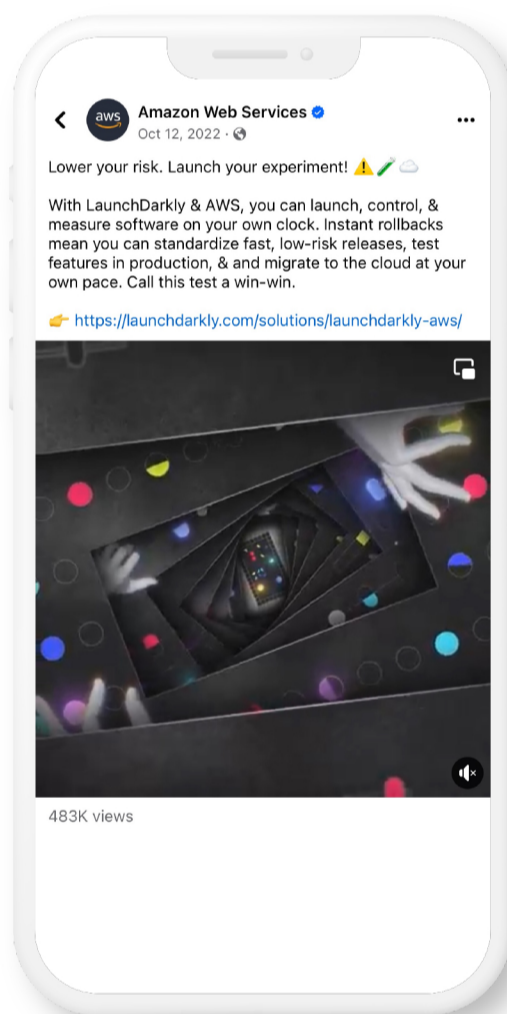 aws
Amazon Web Services
Oct 12, 2022 ·
Lower your risk. Launch your experiment! ⚠️🧪☁️
With LaunchDarkly & AWS, you can launch, control, &
measure software on your own clock. Instant rollbacks
mean you can standardize fast, low-risk releases, test
features in production, & and migrate to the cloud at your
own pace. Call this test a win-win.
👉 https://launchdarkly.com/solutions/launchdarkly-aws/
483K views